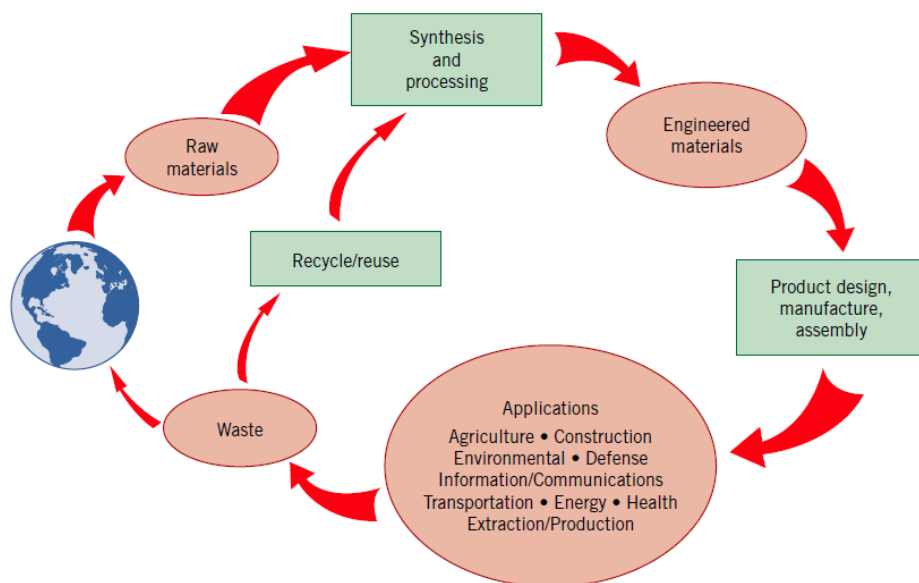 Synthesis
and
processing
Raw
materials
Engineered
materials
Recycle/reuse
Product design,
manufacture,
assembly
Applications
Agriculture • Construction
Environmental • Defense
Information/Communications
Transportation • Energy • Health
Extraction/Production
Waste